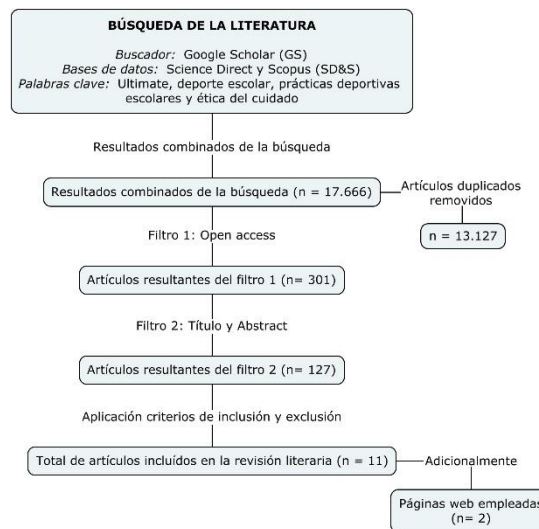 BÚSQUEDA DE LA LITERATURA
Buscador: Google Scholar (GS)
Bases de datos: Science Direct y Scopus (SD&S)
Palabras clave: Ultimate, deporte escolar, prácticas deportivas
escolares y ética del cuidado
Resultados combinados de la búsqueda
Resultados combinados de la búsqueda (n = 17.666)
Artículos duplicados
removidos
n = 13.127
Filtro 1: Open access
Artículos resultantes del filtro 1 (n= 301)
Filtro 2: Título y Abstract
Artículos resultantes del filtro 2 (n= 127)
Aplicación criterios de inclusión y exclusión
Total de artículos incluídos en la revisión literaria (n = 11)
Adicionalmente
Páginas web empleadas
(n= 2)